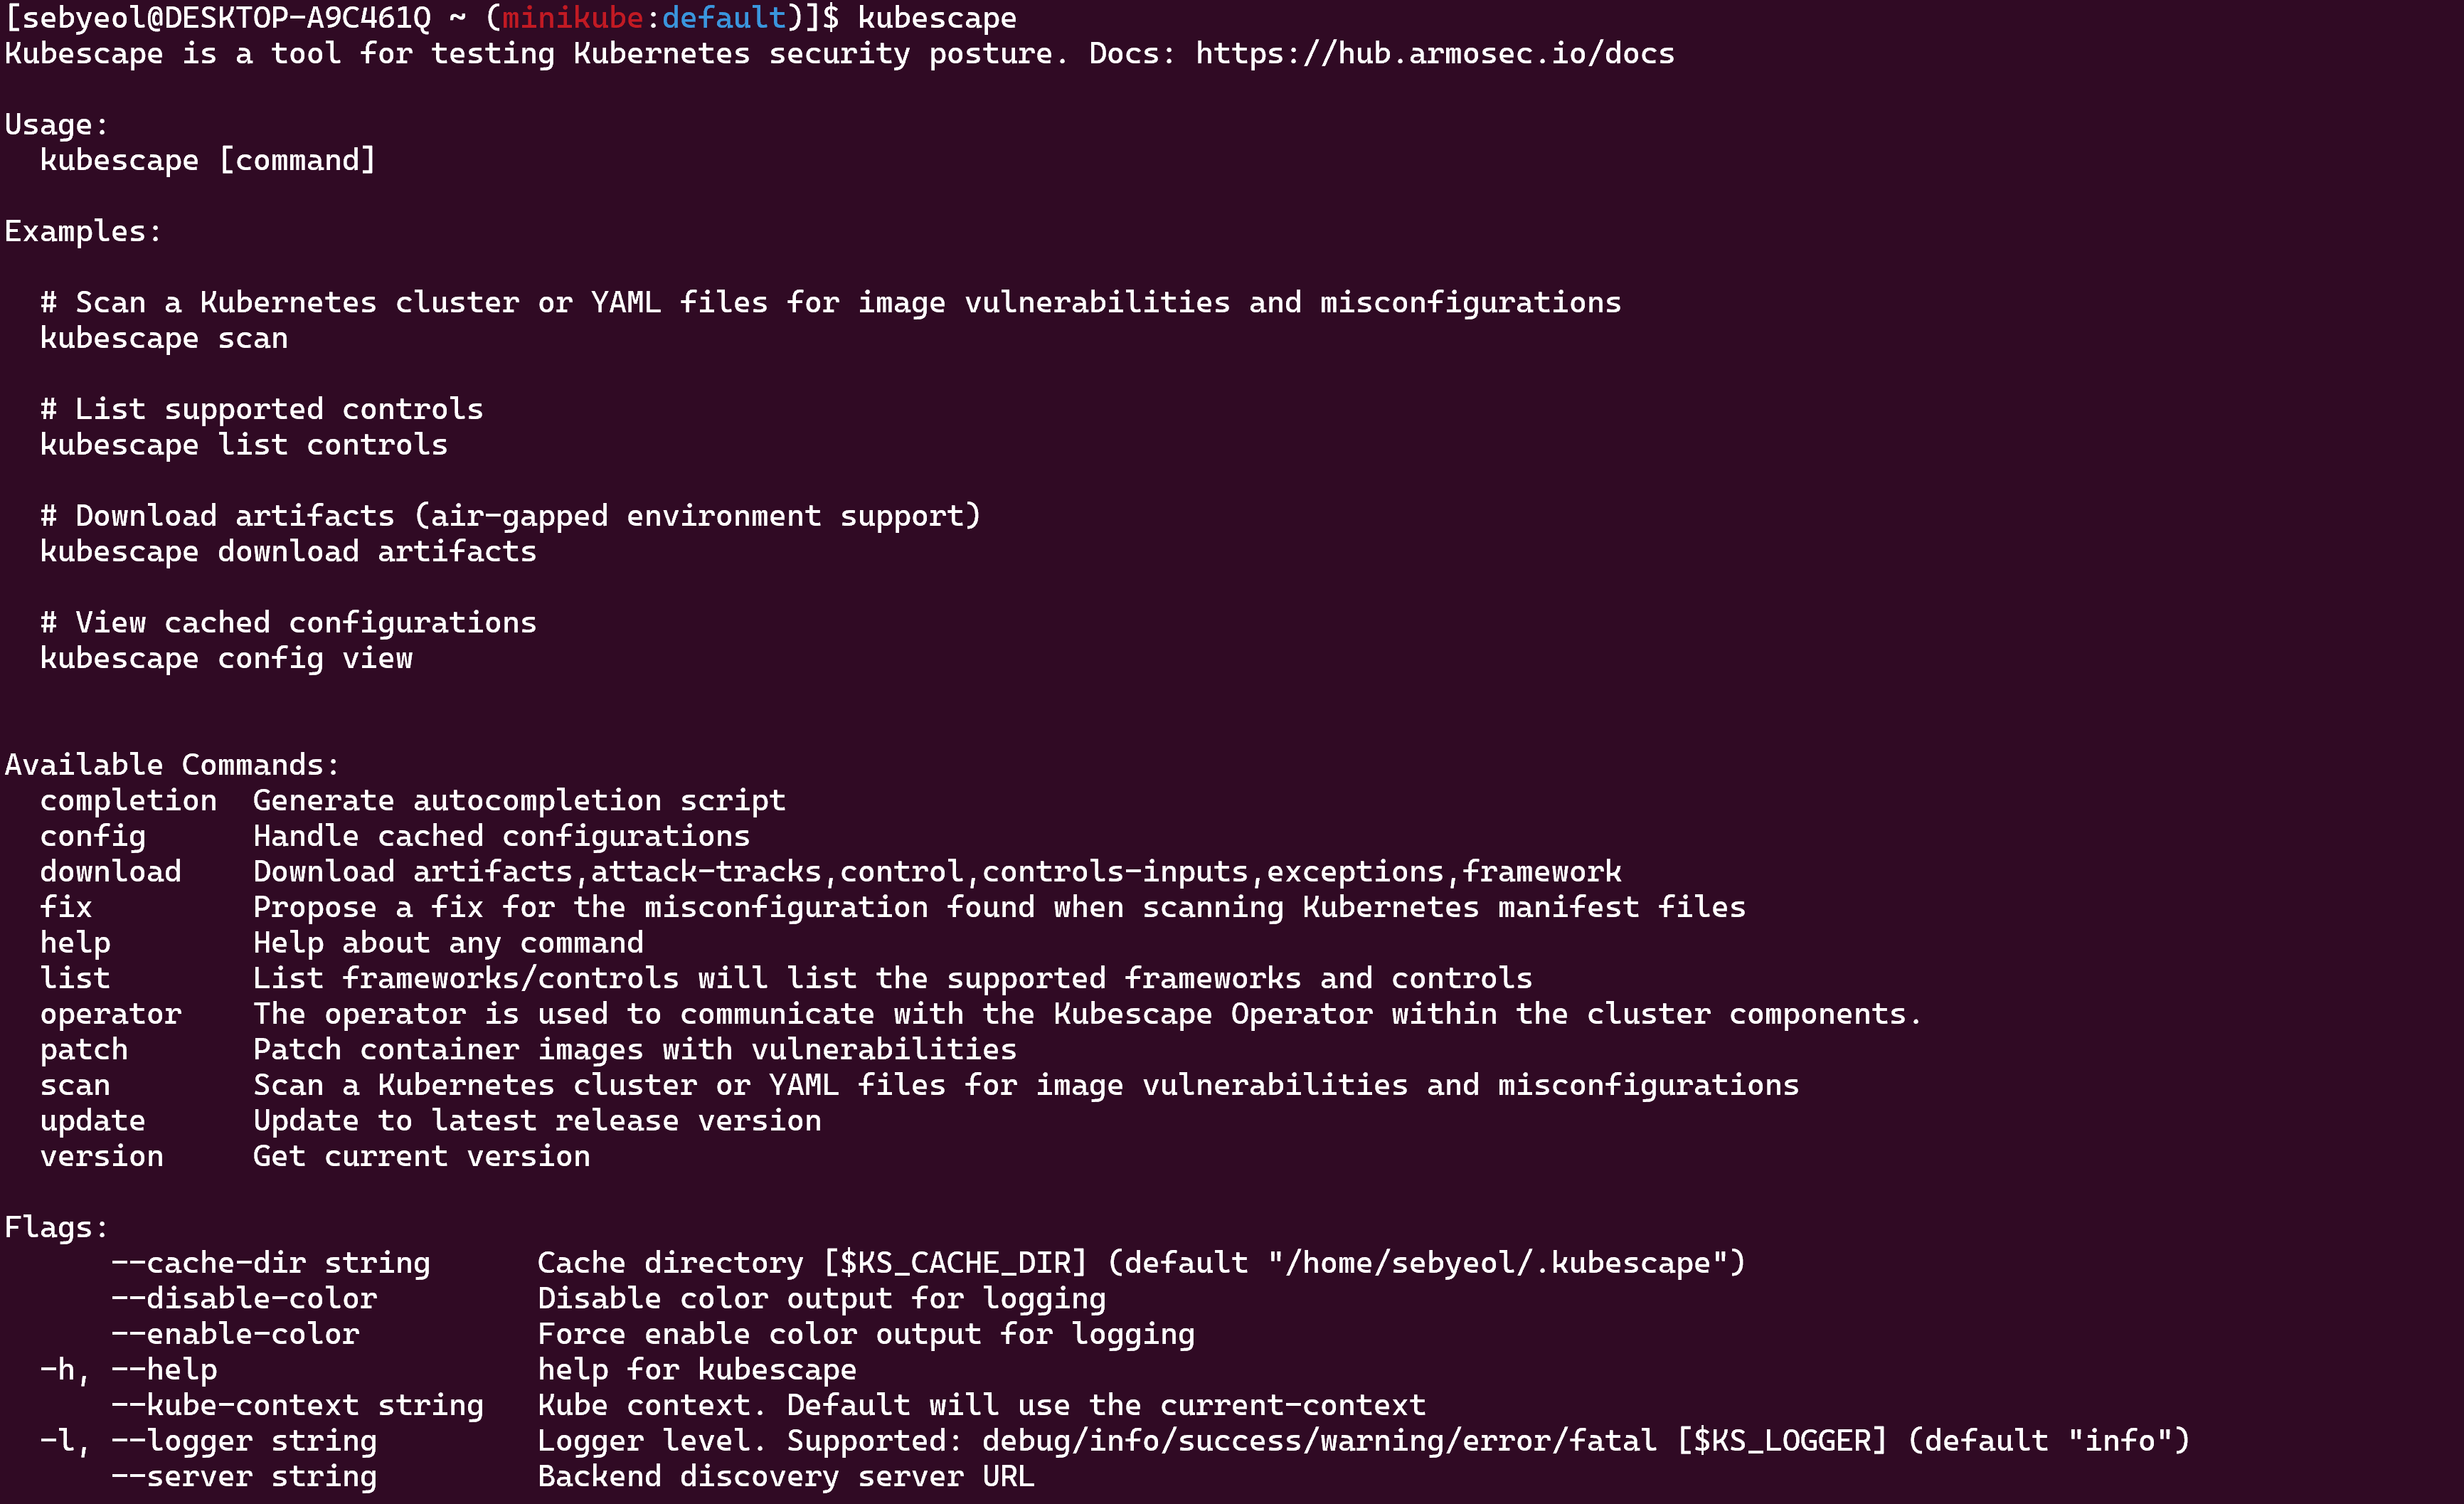 [sebyeol@DESKTOP-A9C461Q ~ (minikube:default)]$ kubescape
Kubescape is a tool for testing Kubernetes security posture. Docs: https://hub.armosec.io/docs
Usage:
kubescape [command]
Examples:
# Scan a Kubernetes cluster or YAML files for image vulnerabilities and misconfigurations
kubescape scan
# List supported controls
kubescape list controls
# Download artifacts (air-gapped environment support)
kubescape download artifacts
# View cached configurations
kubescape config view
Available Commands:
completion  Generate autocompletion script
config      Handle cached configurations
download    Download artifacts,attack-tracks,control,controls-inputs,exceptions,framework
fix         Propose a fix for the misconfiguration found when scanning Kubernetes manifest files
help        Help about any command
list        List frameworks/controls will list the supported frameworks and controls
operator    The operator is used to communicate with the Kubescape Operator within the cluster components.
patch       Patch container images with vulnerabilities
scan        Scan a Kubernetes cluster or YAML files for image vulnerabilities and misconfigurations
update      Update to latest release version
version     Get current version
Flags:
--cache-dir string      Cache directory [$KS_CACHE_DIR] (default "/home/sebyeol/.kubescape")
--disable-color         Disable color output for logging
--enable-color          Force enable color output for logging
-h, --help                  help for kubescape
--kube-context string   Kube context. Default will use the current-context
-l, --logger string         Logger level. Supported: debug/info/success/warning/error/fatal [$KS_LOGGER] (default "info")
--server string         Backend discovery server URL